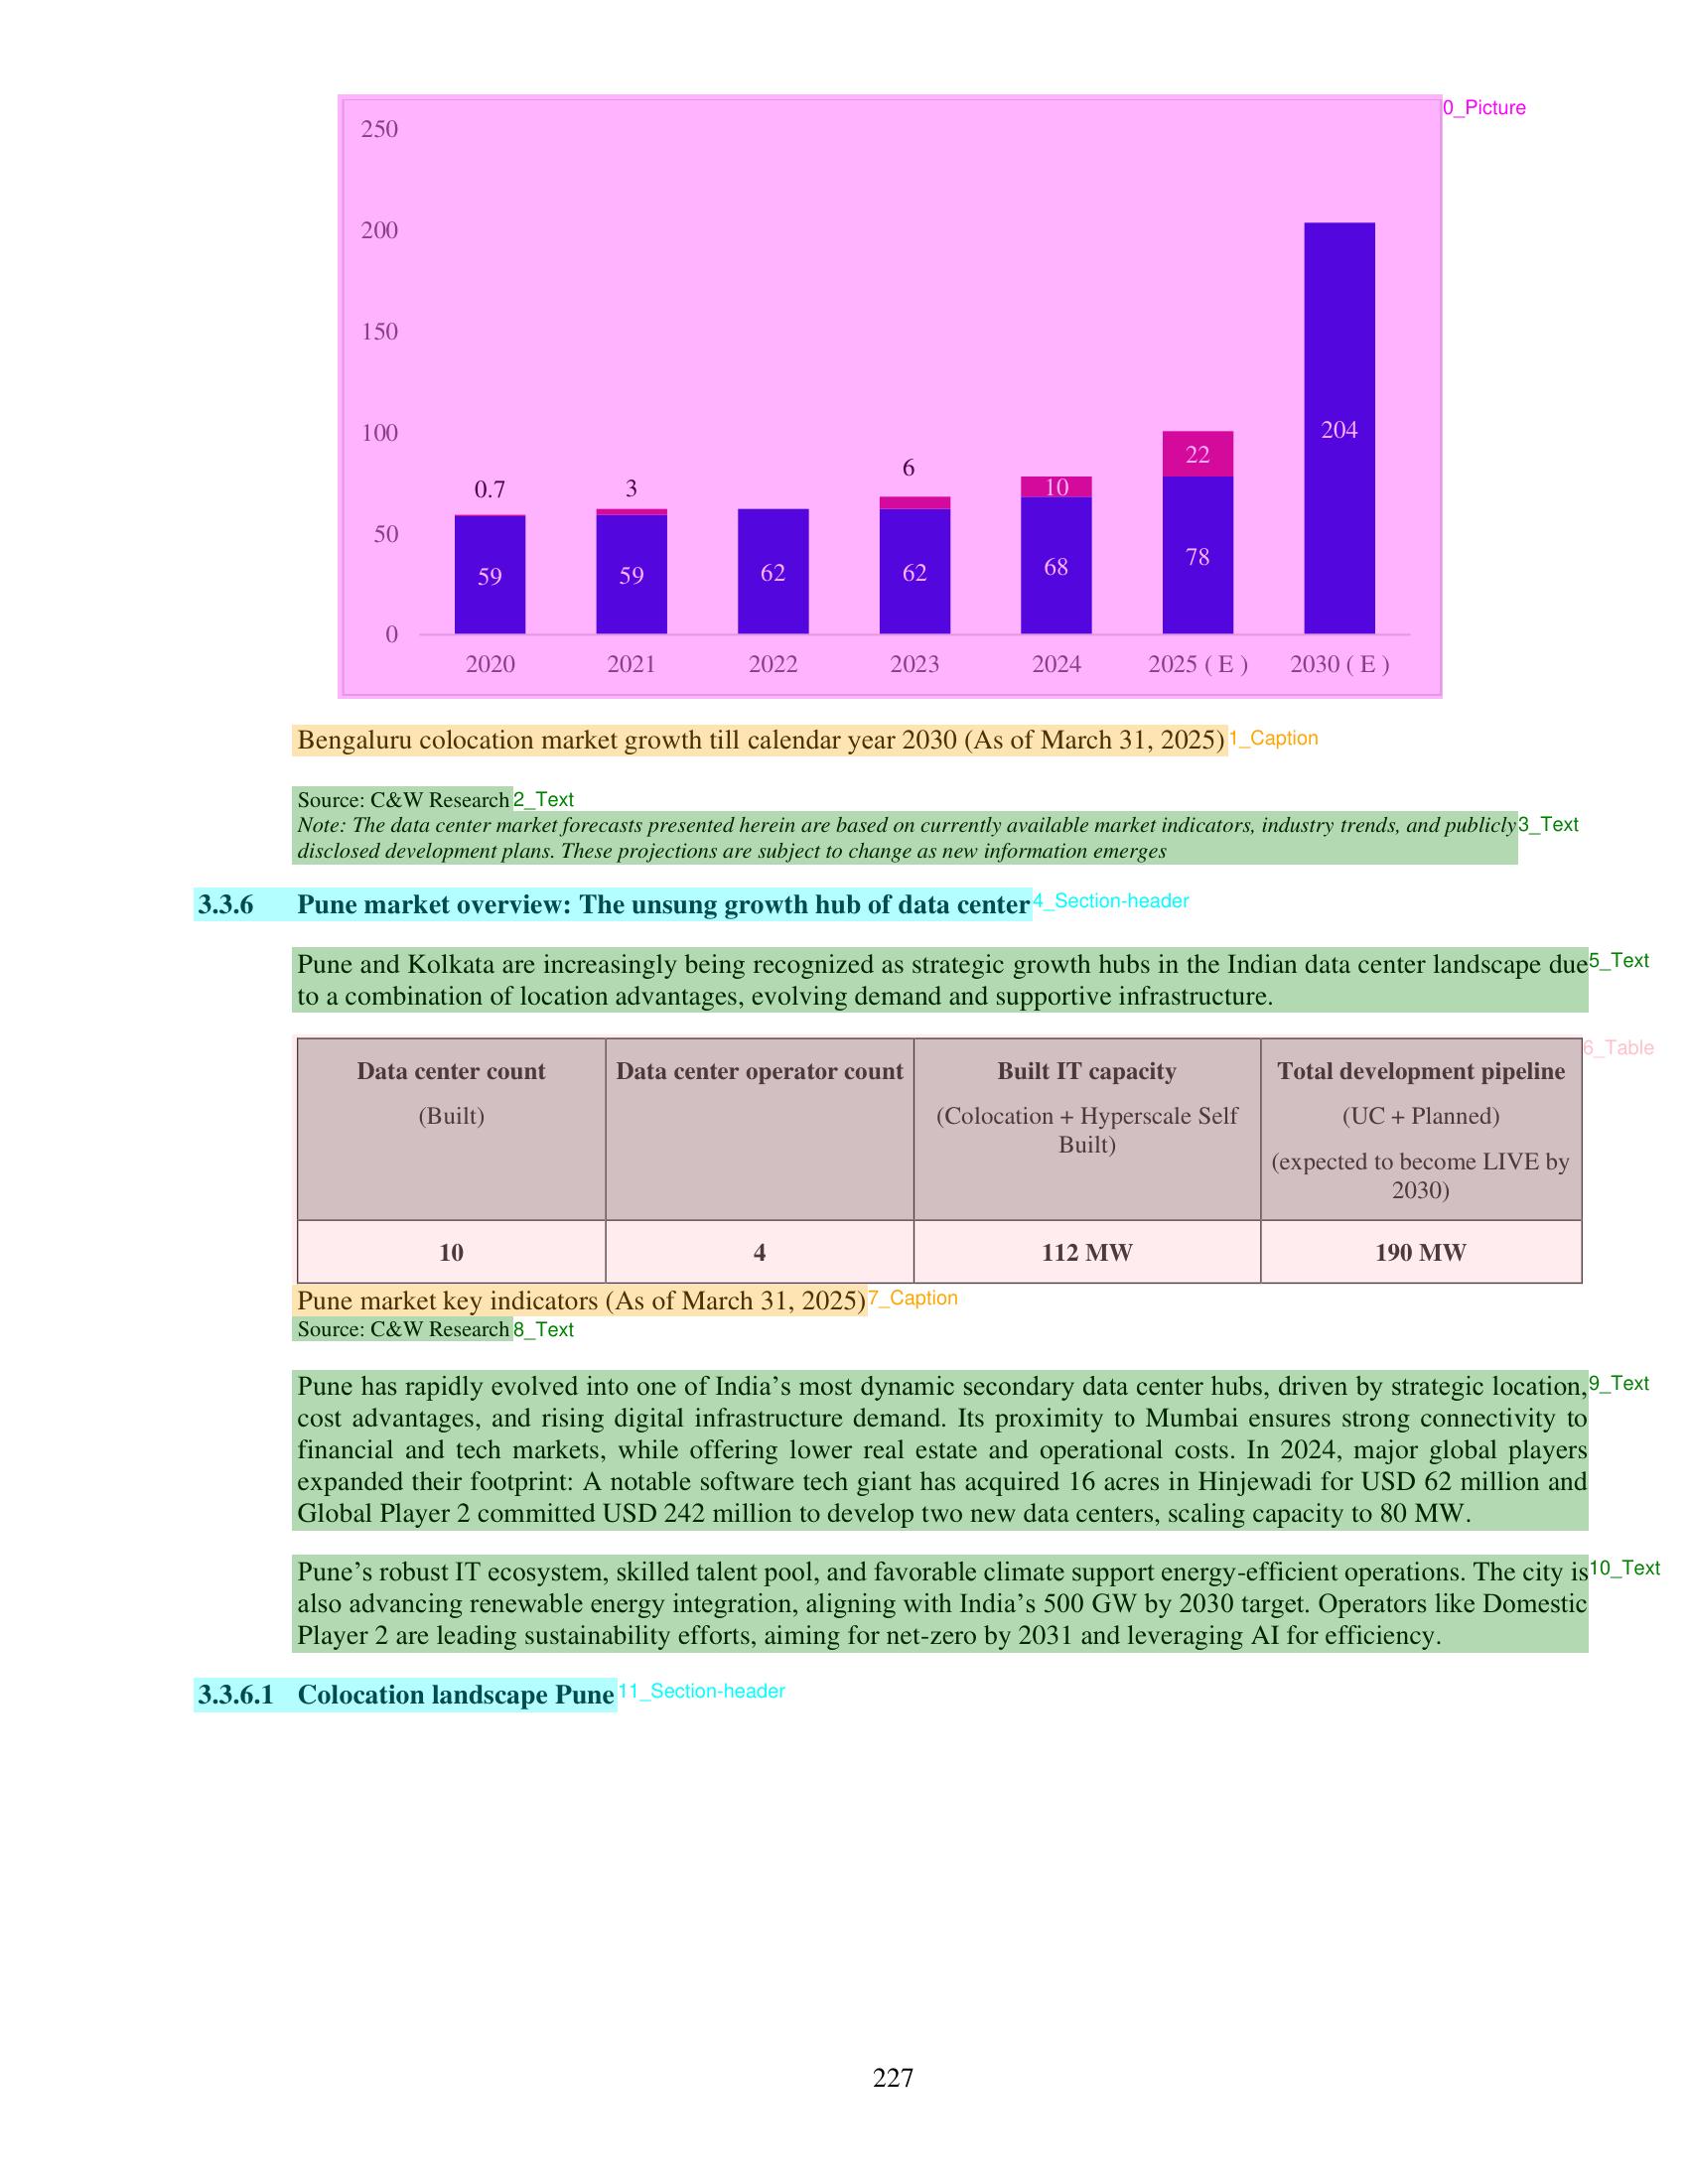 0_Picture
250
200
150
100
50
0
0.7
3
6
10
22
204
59
59
62
62
68
78
2020 2021 2022 2023 2024 2025 ( E ) 2030 ( E )
Bengaluru colocation market growth till calendar year 2030 (As of March 31, 2025) 1_Caption
Source: C&W Research 2_Text
Note: The data center market forecasts presented herein are based on currently available market indicators, industry trends, and publicly 3_Text
disclosed development plans. These projections are subject to change as new information emerges
3.3.6 Pune market overview: The unsung growth hub of data center 4_Section-header
Pune and Kolkata are increasingly being recognized as strategic growth hubs in the Indian data center landscape due 5_Text
to a combination of location advantages, evolving demand and supportive infrastructure.
6_Table
Data center count
(Built)
Data center operator count
Built IT capacity
(Colocation + Hyperscale Self
Built)
Total development pipeline
(UC + Planned)
(expected to become LIVE by
2030)
10 4 112 MW 190 MW
Pune market key indicators (As of March 31, 2025) 7_Caption
Source: C&W Research 8_Text
Pune has rapidly evolved into one of India’s most dynamic secondary data center hubs, driven by strategic location, 9_Text
cost advantages, and rising digital infrastructure demand. Its proximity to Mumbai ensures strong connectivity to
financial and tech markets, while offering lower real estate and operational costs. In 2024, major global players
expanded their footprint: A notable software tech giant has acquired 16 acres in Hinjewadi for USD 62 million and
Global Player 2 committed USD 242 million to develop two new data centers, scaling capacity to 80 MW.
Pune’s robust IT ecosystem, skilled talent pool, and favorable climate support energy-efficient operations. The city is 10_Text
also advancing renewable energy integration, aligning with India’s 500 GW by 2030 target. Operators like Domestic
Player 2 are leading sustainability efforts, aiming for net-zero by 2031 and leveraging AI for efficiency.
3.3.6.1 Colocation landscape Pune 11_Section-header
227